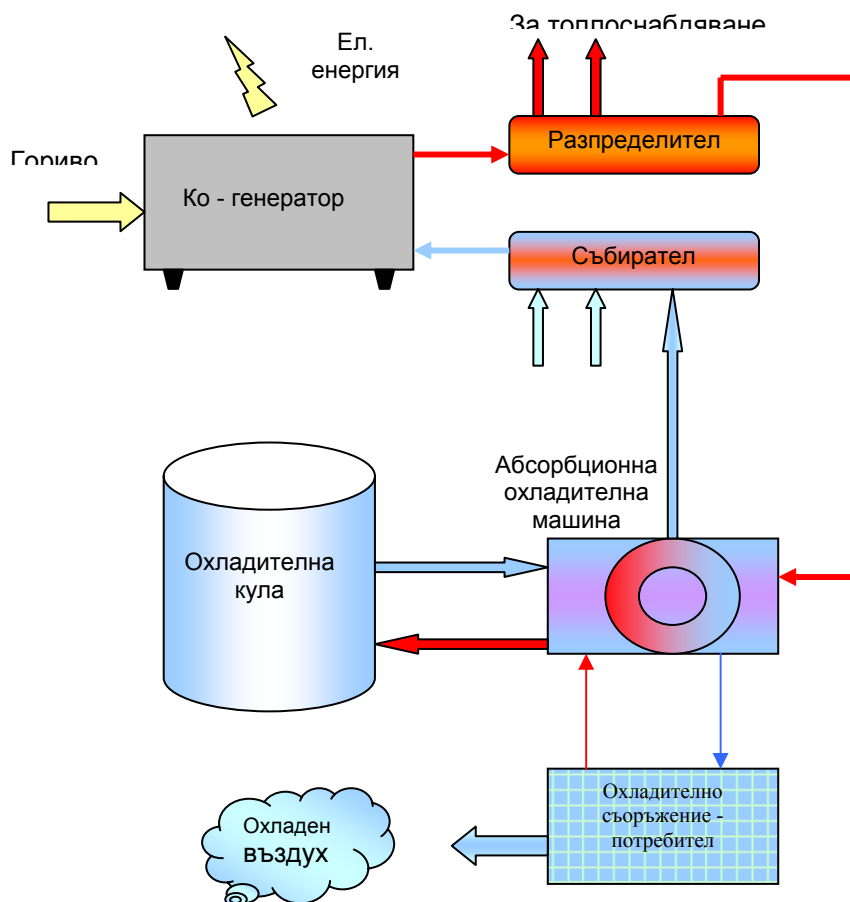 За топлоснабдяване
Ел.
енергия
Разпределител
Гориво
Ко - генератор
Събирател
Абсорбционна
охладителна
машина
Охладителна
кула
Охладително
съоръжение -
потребител
Охладен
въздух